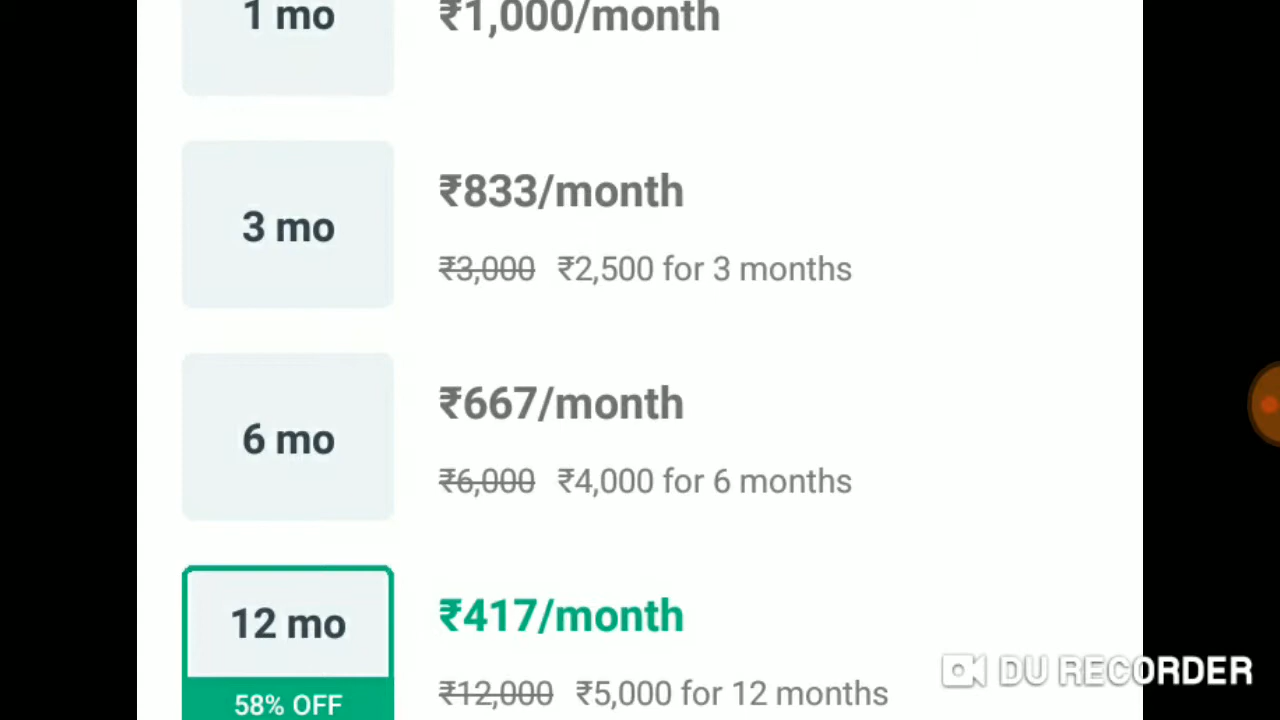 1 mo
₹1,000/month
3 mo
₹833/month
₹3,000 ₹2,500 for 3 months
6 mo
₹667/month
₹6,000 ₹4,000 for 6 months
12 mo
₹417/month
58% OFF
₹12,000 ₹5,000 for 12 months
DU RECORDER